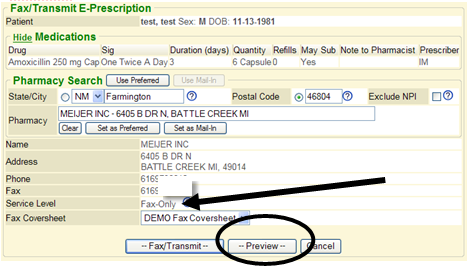 Fax/Transmit E-Prescription
Patient test, test Sex: M DOB: 11-13-1981
Hide Medications
Drug Sig Duration (days) Quantity Refills May Sub Note to Pharmacist Prescriber
Amoxicillin 250 mg Cap One Twice A Day 3 6 Capsule 0 Yes IM
Pharmacy Search Use Preferred Use Mail-In
State/City NM Farmington Postal Code 46804 Exclude NPI
Pharmacy MEIJER INC - 6405 B DR N, BATTLE CREEK MI
Clear Set as Preferred Set as Mail-In
Name MEIJER INC
Address 6405 B DR N
BATTLE CREEK MI, 49014
Phone 6169
Fax 6169
Service Level Fax-Only
Fax Coversheet DEMO Fax Coversheet
-- Fax/Transmit -- -- Preview -- Cancel